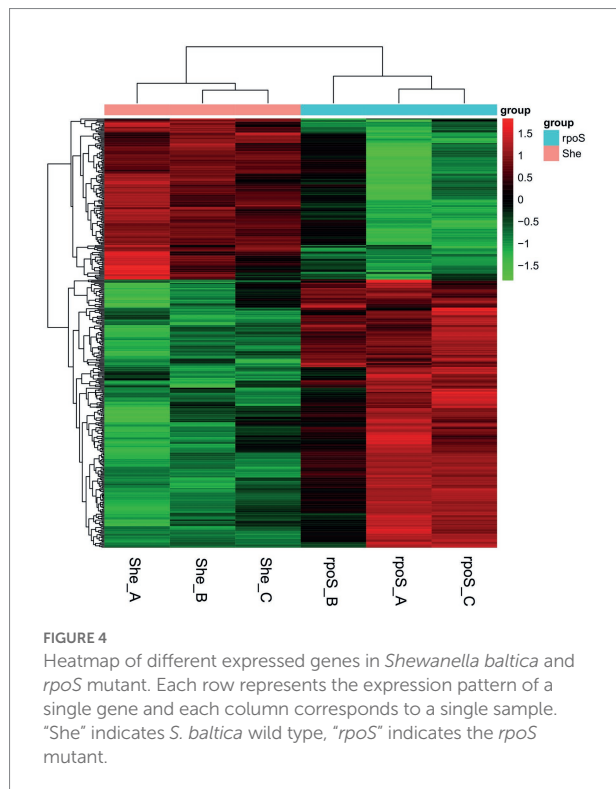 group
group
1.5
rpoS
1
She
0.5
0
−0.5
−1
−1.5
She_A
She_B
She_C
rpoS_B
rpoS_A
rpoS_C
FIGURE 4
Heatmap of different expressed genes in Shewanella baltica and
rpoS mutant. Each row represents the expression pattern of a
single gene and each column corresponds to a single sample.
“She” indicates S. baltica wild type, “rpoS” indicates the rpoS
mutant.